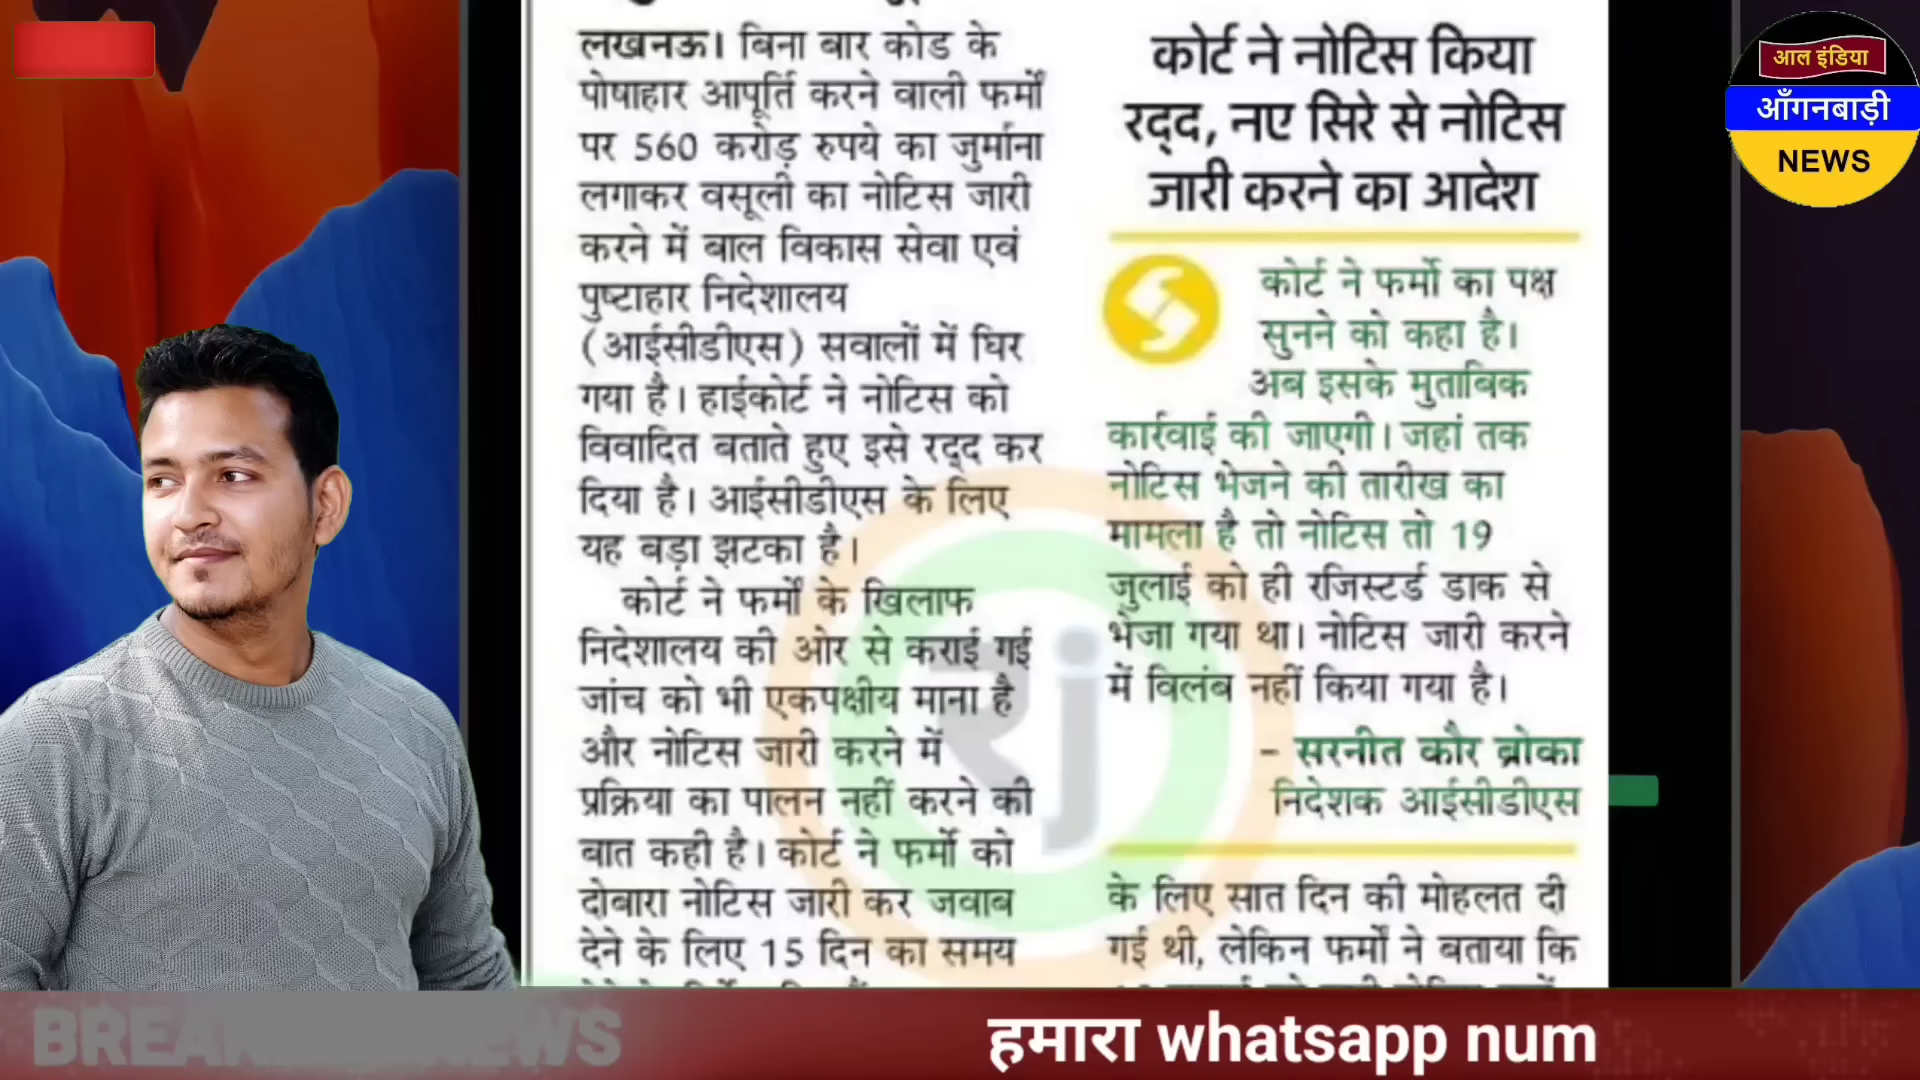 लखनऊ। बिना बार कोड के
पोषाहार आपूर्ति करने वाली फर्मों
पर 560 करोड़ रुपये का जुर्माना
लगाकर वसूली का नोटिस जारी
करने में बाल विकास सेवा एवं
पुष्टाहार निदेशालय
(आईसीडीएस) सवालों में घिर
गया है। हाईकोर्ट ने नोटिस को
विवादित बताते हुए इसे रद्द कर
दिया है। आईसीडीएस के लिए
यह बड़ा झटका है।
कोर्ट ने फर्मों के खिलाफ
निदेशालय की ओर से कराई गई
जांच को भी एकपक्षीय माना है
और नोटिस जारी करने में
प्रक्रिया का पालन नहीं करने की
बात कही है। कोर्ट ने फर्मो को
दोबारा नोटिस जारी कर जवाब
देने के लिए 15 दिन का समय
कोर्ट ने नोटिस किया
रद्द, नए सिरे से नोटिस
जारी करने का आदेश
कोर्ट ने फर्मो का पक्ष
सुनने को कहा है।
अब इसके मुताबिक
कार्रवाई की जाएगी। जहां तक
नोटिस भेजने की तारीख का
मामला है तो नोटिस तो 19
जुलाई को ही रजिस्टर्ड डाक से
भेजा गया था। नोटिस जारी करने
में विलंब नहीं किया गया है।
- सरनीत कौर ब्रोका
निदेशक आईसीडीएस
के लिए सात दिन की मोहलत दी
गई थी, लेकिन फर्मों ने बताया कि
रj
आल इंडिया
आँगनबाड़ी
NEWS
BREAKING NEWS
हमारा whatsapp num